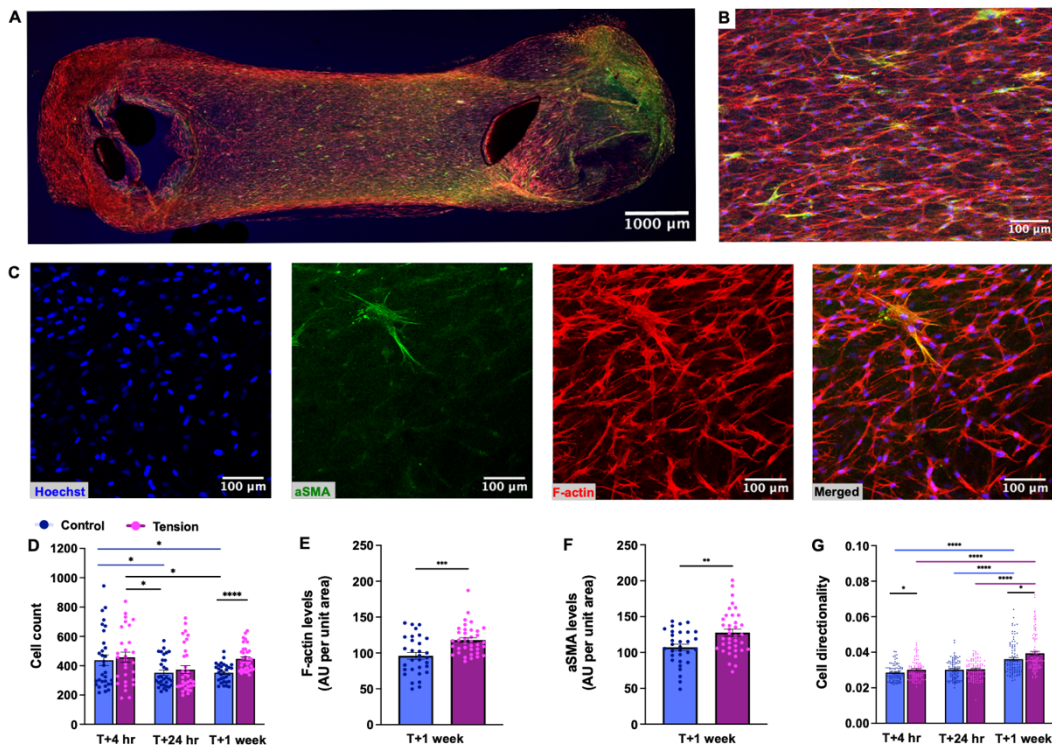 A
1000 µm
B
100 µm
C
Hoechst
100 µm
aSMA
100 µm
F-actin
100 µm
Merged
100 µm
Control
Tension
D
Cell count
1200
1000
800
600
400
200
0
*
*
*
*
****
T+4 hr
T+24 hr
T+1 week
E
F-actin levels
(AU per unit area)
250
200
150
100
50
0
***
T+1 week
F
aSMA levels
(AU per unit area)
250
200
150
100
50
0
**
T+1 week
G
Cell directionality
0.10
0.08
0.06
0.04
0.02
0.00
****
****
****
****
*
*
T+4 hr
T+24 hr
T+1 week